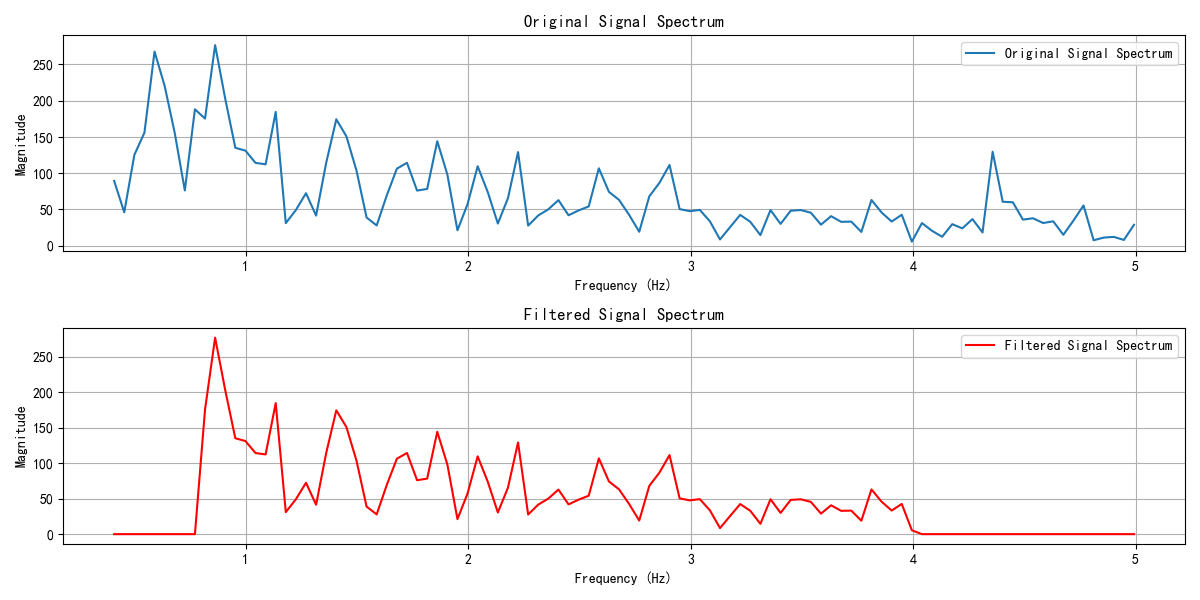 Original Signal Spectrum
Original Signal Spectrum
Magnitude
250
200
150
100
50
0
1
2
3
4
5
Frequency (Hz)
Filtered Signal Spectrum
Filtered Signal Spectrum
Magnitude
250
200
150
100
50
0
1
2
3
4
5
Frequency (Hz)